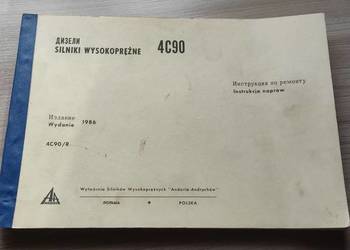 ДИЗЕЛИ
SILNIKI WYSOKOPRĘŻNE 4C90
Инструкция по ремонту
Instrukcja napraw
Издание
Wydanie 1986
4C90/R
Wytwórnia Silników Wysokoprężnych "Andoria-Andrychów"
ПОЛЬША POLSKA